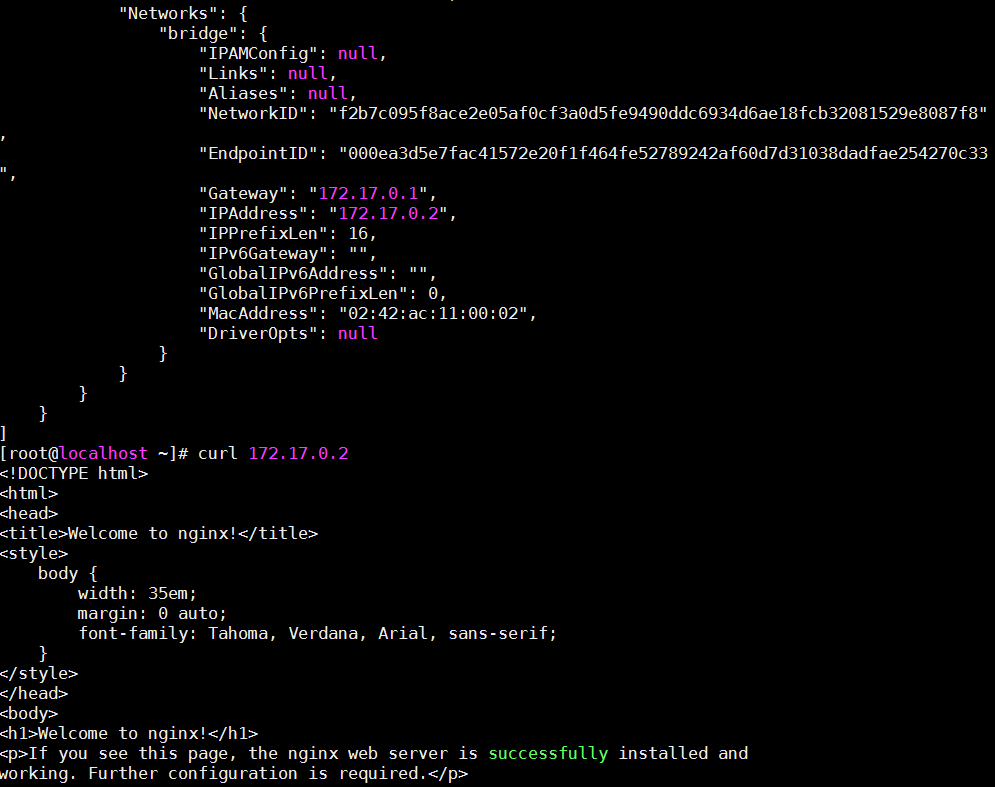 "Networks": {
"bridge": {
"IPAMConfig": null,
"Links": null,
"Aliases": null,
"NetworkID": "f2b7c095f8ace2e05af0cf3a0d5fe9490ddc6934d6ae18fcb32081529e8087f8"
,
"EndpointID": "000ea3d5e7fac41572e20f1f464fe52789242af60d7d31038dadfae254270c33
",
"Gateway": "172.17.0.1",
"IPAddress": "172.17.0.2",
"IPPrefixLen": 16,
"IPv6Gateway": "",
"GlobalIPv6Address": "",
"GlobalIPv6PrefixLen": 0,
"MacAddress": "02:42:ac:11:00:02",
"DriverOpts": null
}
}
}
}
]
[root@localhost ~]# curl 172.17.0.2
<!DOCTYPE html>
<html>
<head>
<title>Welcome to nginx!</title>
<style>
body {
width: 35em;
margin: 0 auto;
font-family: Tahoma, Verdana, Arial, sans-serif;
}
</style>
</head>
<body>
<h1>Welcome to nginx!</h1>
<p>If you see this page, the nginx web server is successfully installed and
working. Further configuration is required.</p>